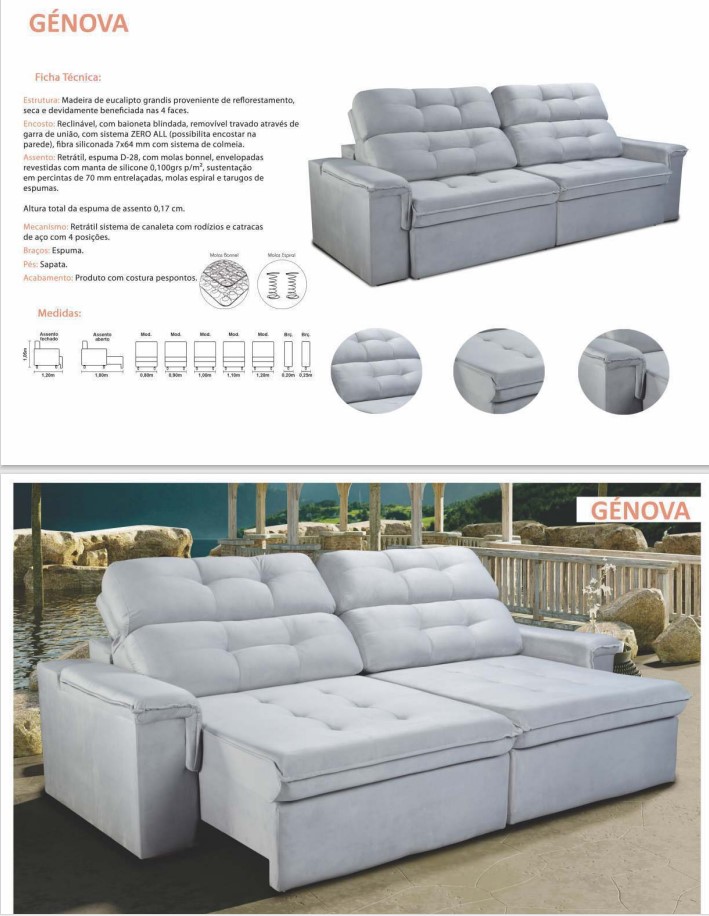 GÉNOVA
Ficha Técnica:
Estrutura: Madeira de eucalipto grandis proveniente de reflorestamento,
seca e devidamente beneficiada nas 4 faces.
Encosto: Reclinável, com baioneta blindada, removível travado através de
garra de união, com sistema ZERO ALL (possibilita encostar na
parede), fibra siliconada 7x64 mm com sistema de colmeia.
Assento: Retrátil, espuma D-28, com molas bonnel, envelopadas
revestidas com manta de silicone 0,100grs p/m², sustentação
em percintas de 70 mm entrelaçadas, molas espiral e tarugos de
espumas.
Altura total da espuma de assento 0,17 cm.
Mecanismo: Retrátil sistema de canaleta com rodízios e catracas
de aço com 4 posições.
Braços: Espuma.
Pés: Sapata.
Acabamento: Produto com costura pespontos.
Molas Bonnel
Molas Espiral
Medidas:
Assento fechado
Assento aberto
Mod. Mod. Mod. Mod. Mod. Brç. Brç.
1,00m
1,20m 1,80m 0,80m 0,90m 1,00m 1,10m 1,20m 0,20m 0,25m
GÉNOVA